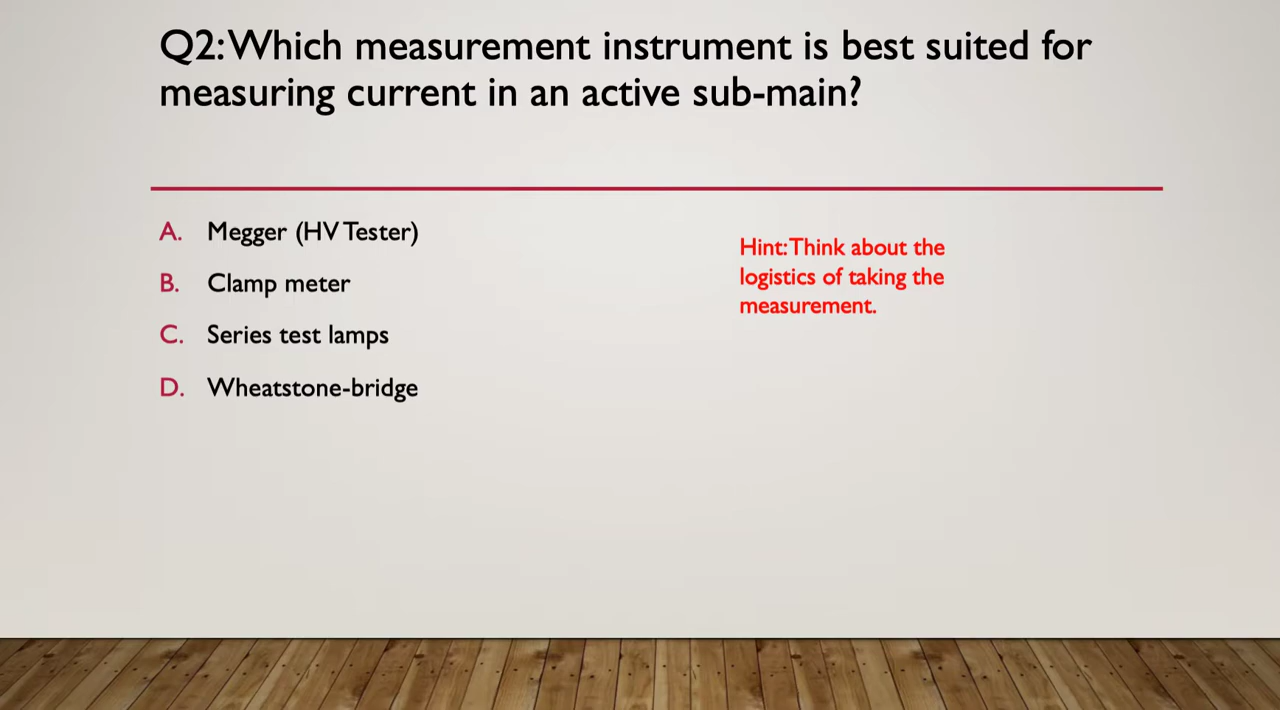 Q2: Which measurement instrument is best suited for
measuring current in an active sub-main?
A. Megger (HV Tester)
B. Clamp meter
C. Series test lamps
D. Wheatstone-bridge
Hint: Think about the
logistics of taking the
measurement.